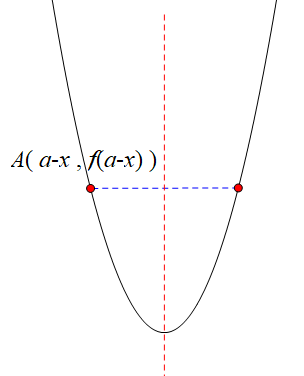 A( a-x , f(a-x) )